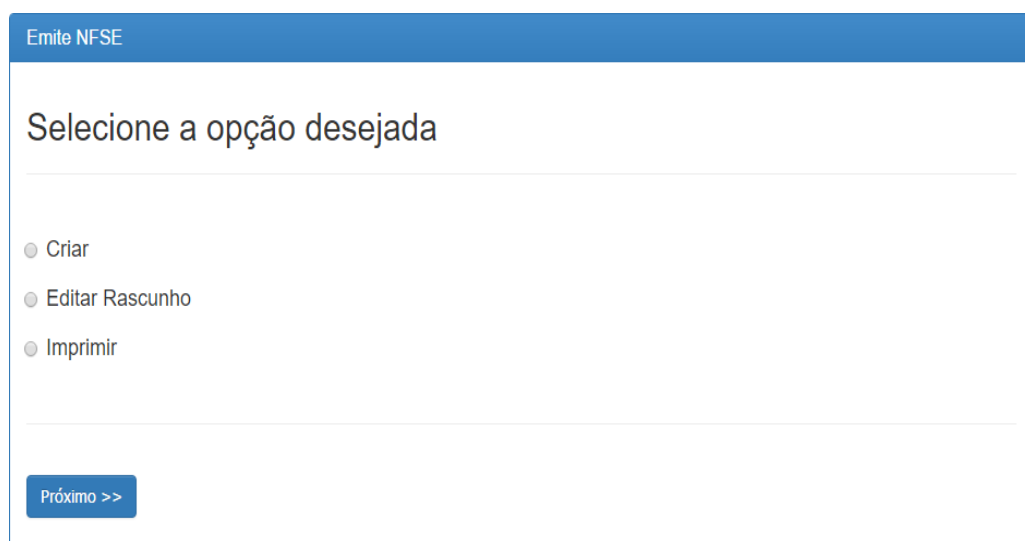 Emite NFSE
Selecione a opção desejada
Criar
Editar Rascunho
Imprimir
Próximo >>